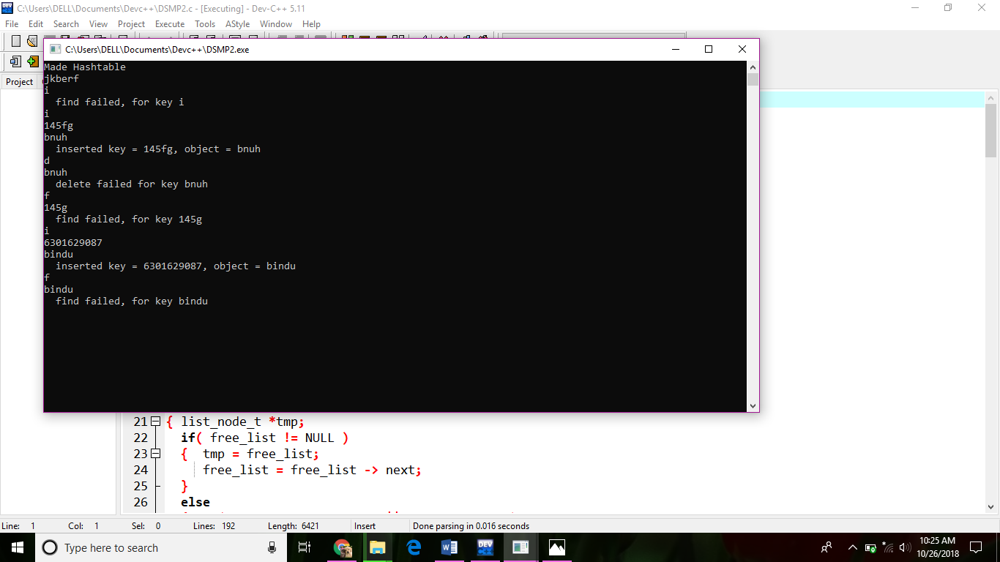 C:\Users\DELL\Documents\Devc++\DSMP2.c - [Executing] - Dev-C++ 5.11
File Edit Search View Project Execute Tools AStyle Window Help
C:\Users\DELL\Documents\Devc++\DSMP2.exe
Project
Made Hashtable
jkberf
i
find failed, for key i
i
145fg
bnuh
inserted key = 145fg, object = bnuh
d
bnuh
delete failed for key bnuh
f
145g
find failed, for key 145g
i
6301629087
bindu
inserted key = 6301629087, object = bindu
f
bindu
find failed, for key bindu
21 { list_node_t *tmp;
22 if( free_list != NULL )
23 { tmp = free_list;
24 free_list = free_list -> next;
25 }
26 else
Line: 1 Col: 1 Sel: 0 Lines: 192 Length: 6421 Insert Done parsing in 0.016 seconds
Type here to search
10:25 AM
10/26/2018